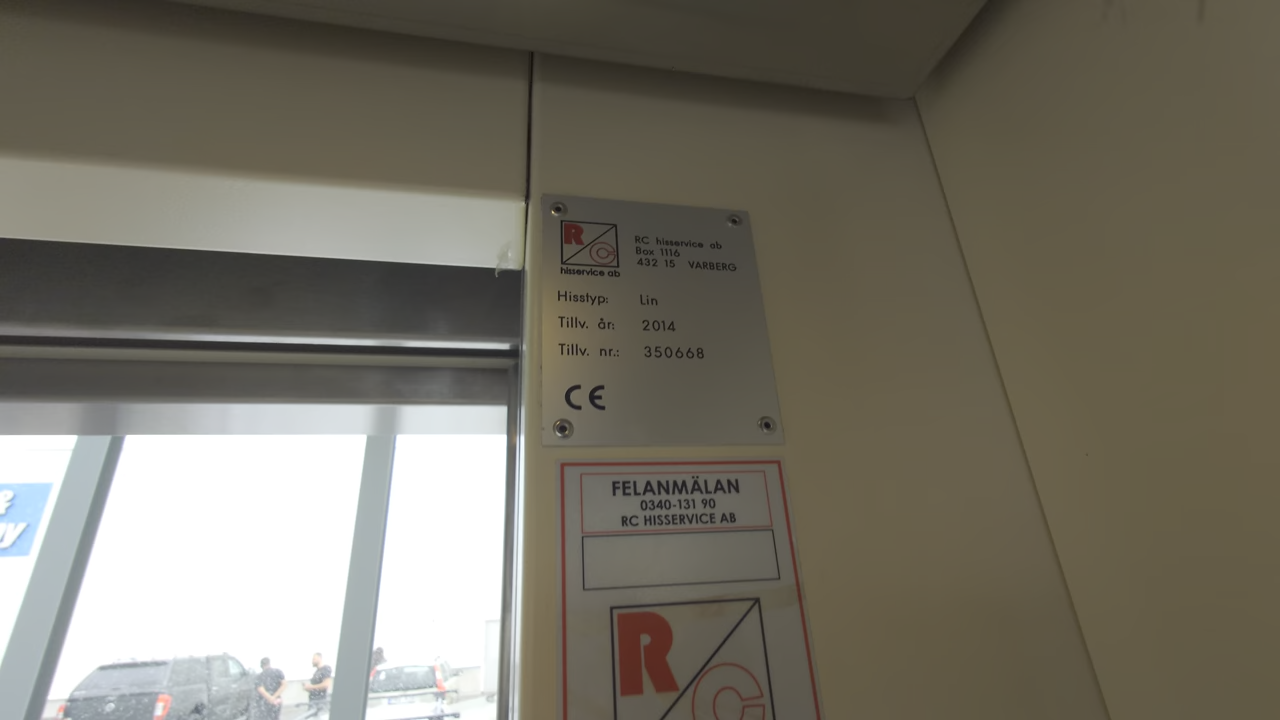 R
C
hisservice ab
RC hisservice ab
Box 1116
432 15 VARBERG
Hisstyp: Lin
Tillv. år: 2014
Tillv. nr.: 350668
CE
FELANMÄLAN
0340-131 90
RC HISSERVICE AB
R
C